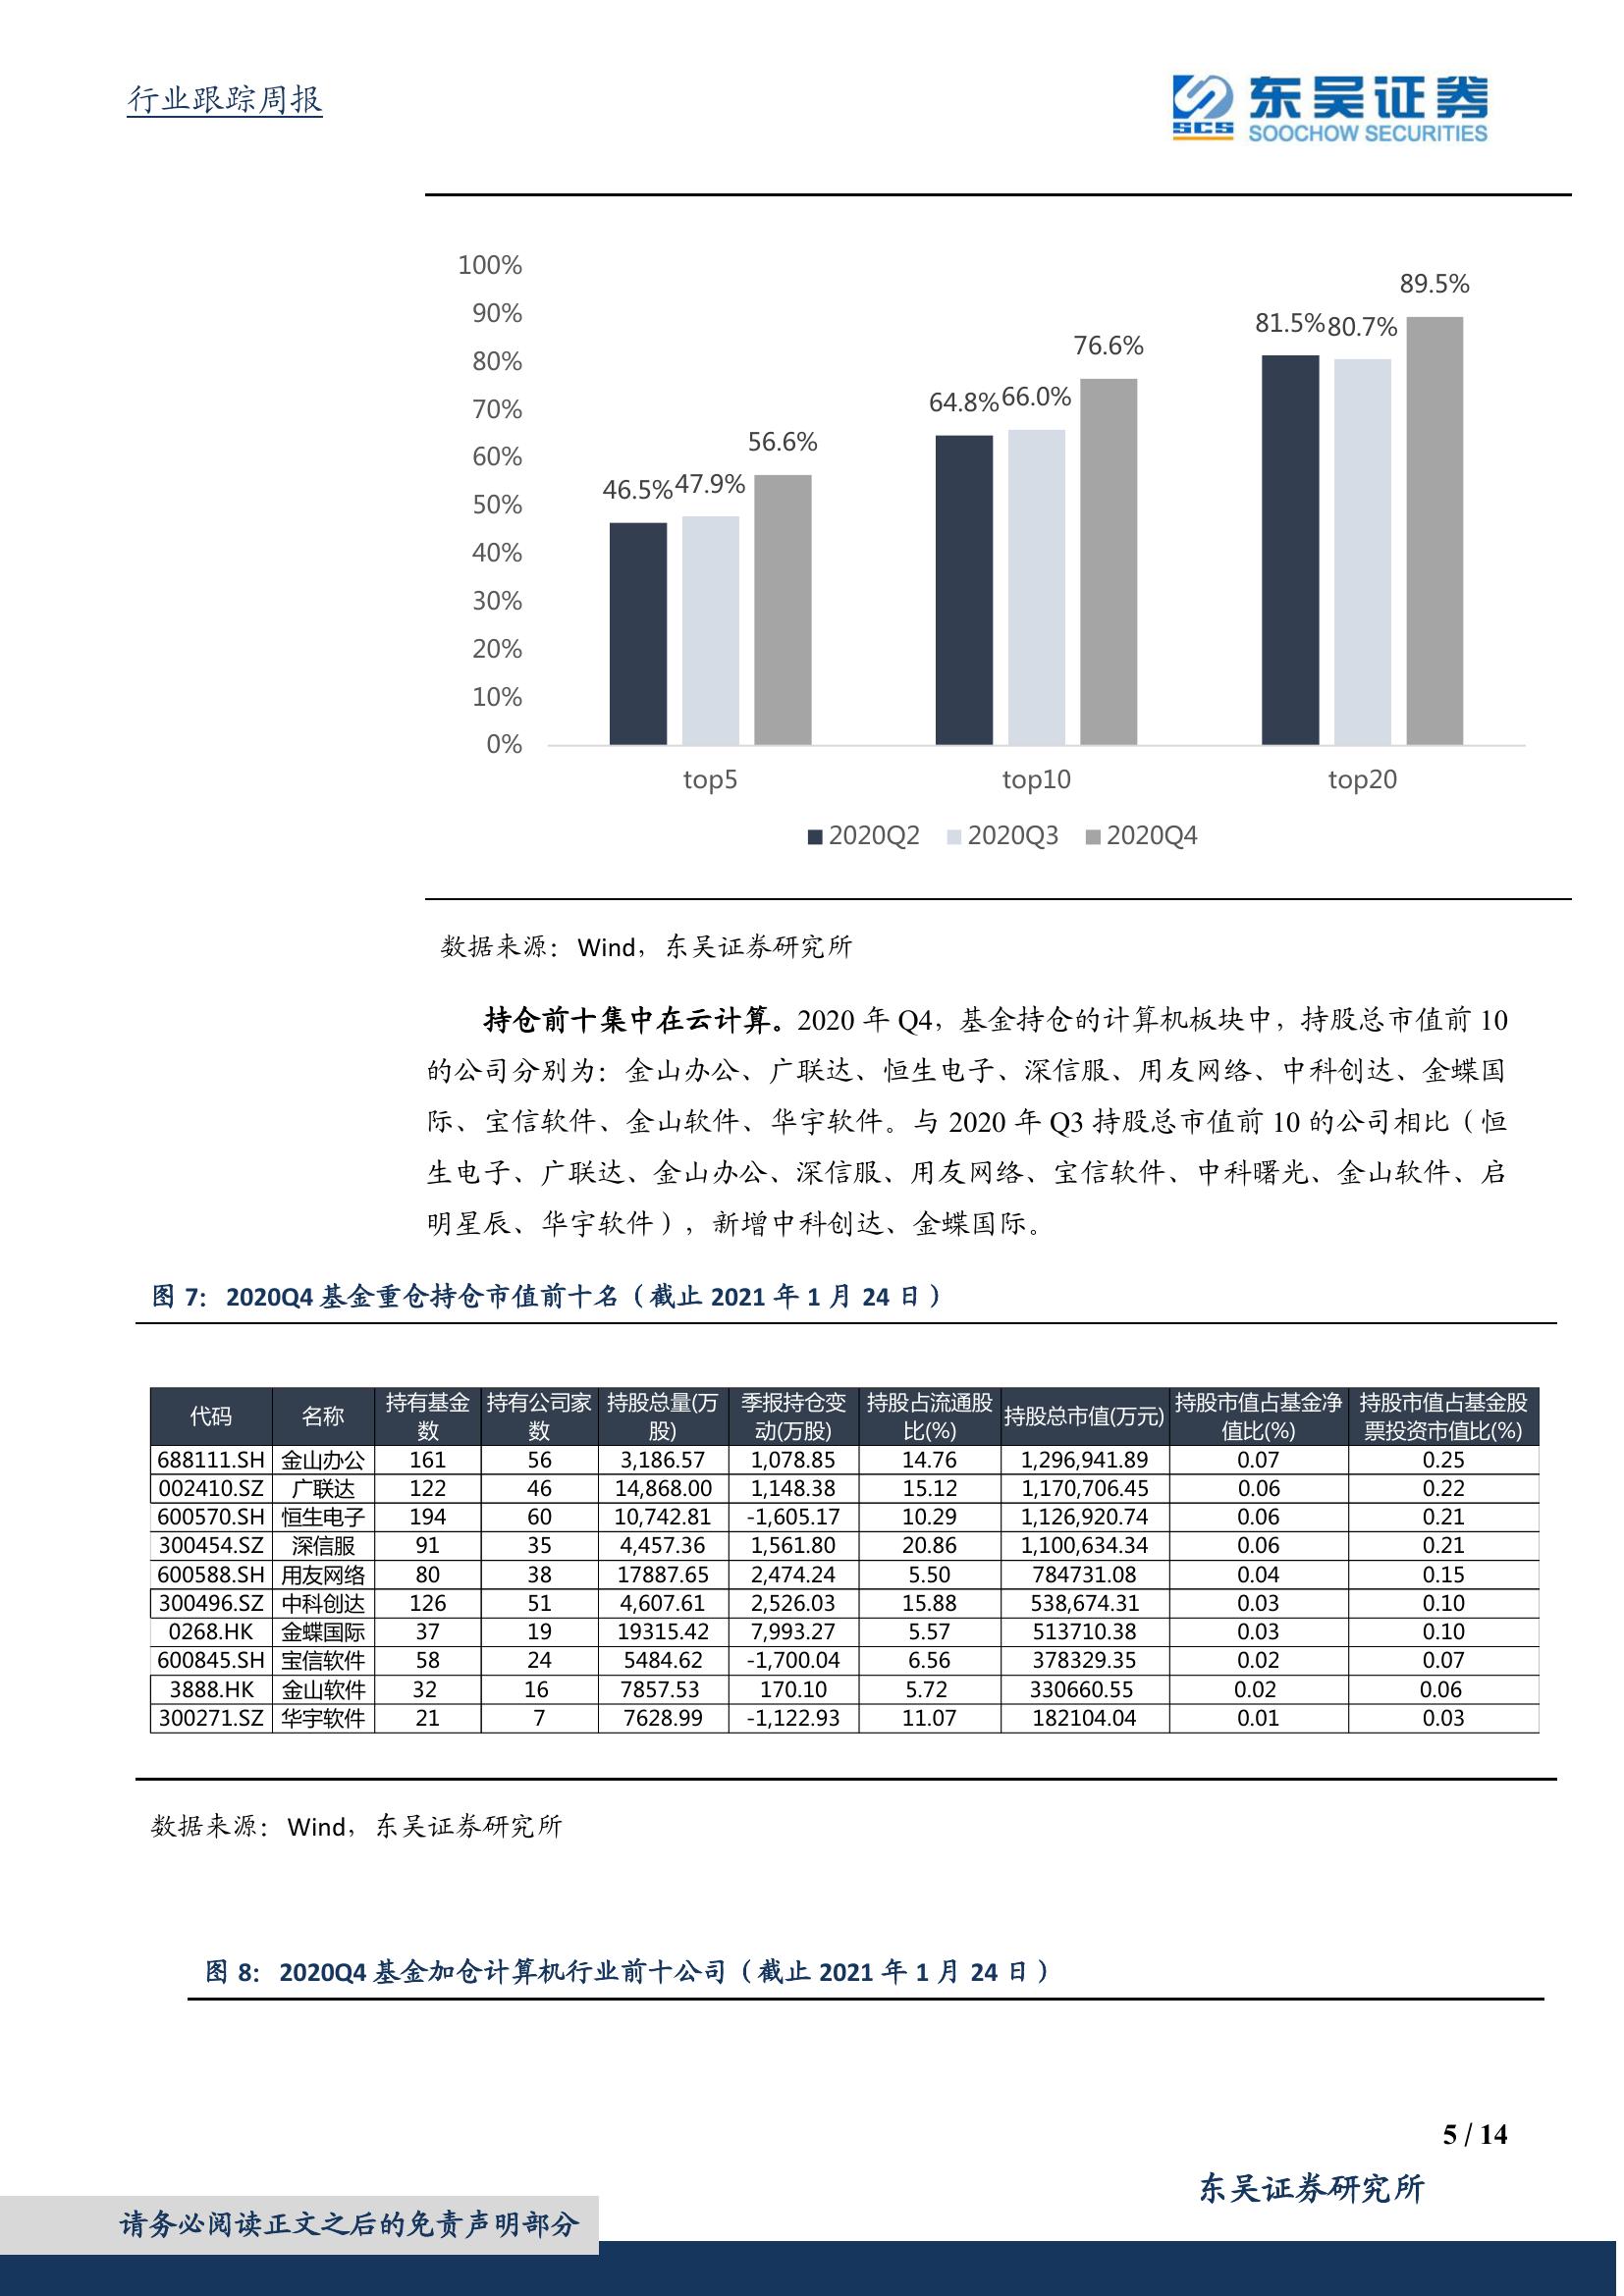 行业跟踪周报
SCS
东吴证券
SOOCHOW SECURITIES
100%
90%
80%
70%
60%
50%
40%
30%
20%
10%
0%
46.5% 47.9% 56.6%
64.8% 66.0% 76.6%
81.5% 80.7% 89.5%
top5 top10 top20
2020Q2 2020Q3 2020Q4
数据来源：Wind，东吴证券研究所
持仓前十集中在云计算。2020 年 Q4，基金持仓的计算机板块中，持股总市值前 10
的公司分别为：金山办公、广联达、恒生电子、深信服、用友网络、中科创达、金蝶国
际、宝信软件、金山软件、华宇软件。与 2020 年 Q3 持股总市值前 10 的公司相比（恒
生电子、广联达、金山办公、深信服、用友网络、宝信软件、中科曙光、金山软件、启
明星辰、华宇软件），新增中科创达、金蝶国际。
图 7：2020Q4 基金重仓持仓市值前十名（截止 2021 年 1 月 24 日）
代码 名称 持有基金数 持有公司家数 持股总量(万股) 季报持仓变动(万股) 持股占流通股比(%) 持股总市值(万元) 持股市值占基金净值比(%) 持股市值占基金股票投资市值比(%)
688111.SH 金山办公 161 56 3,186.57 1,078.85 14.76 1,296,941.89 0.07 0.25
002410.SZ 广联达 122 46 14,868.00 1,148.38 15.12 1,170,706.45 0.06 0.22
600570.SH 恒生电子 194 60 10,742.81 -1,605.17 10.29 1,126,920.74 0.06 0.21
300454.SZ 深信服 91 35 4,457.36 1,561.80 20.86 1,100,634.34 0.06 0.21
600588.SH 用友网络 80 38 17887.65 2,474.24 5.50 784731.08 0.04 0.15
300496.SZ 中科创达 126 51 4,607.61 2,526.03 15.88 538,674.31 0.03 0.10
0268.HK 金蝶国际 37 19 19315.42 7,993.27 5.57 513710.38 0.03 0.10
600845.SH 宝信软件 58 24 5484.62 -1,700.04 6.56 378329.35 0.02 0.07
3888.HK 金山软件 32 16 7857.53 170.10 5.72 330660.55 0.02 0.06
300271.SZ 华宇软件 21 7 7628.99 -1,122.93 11.07 182104.04 0.01 0.03
数据来源：Wind，东吴证券研究所
图 8：2020Q4 基金加仓计算机行业前十公司（截止 2021 年 1 月 24 日）
5 / 14
东吴证券研究所
请务必阅读正文之后的免责声明部分